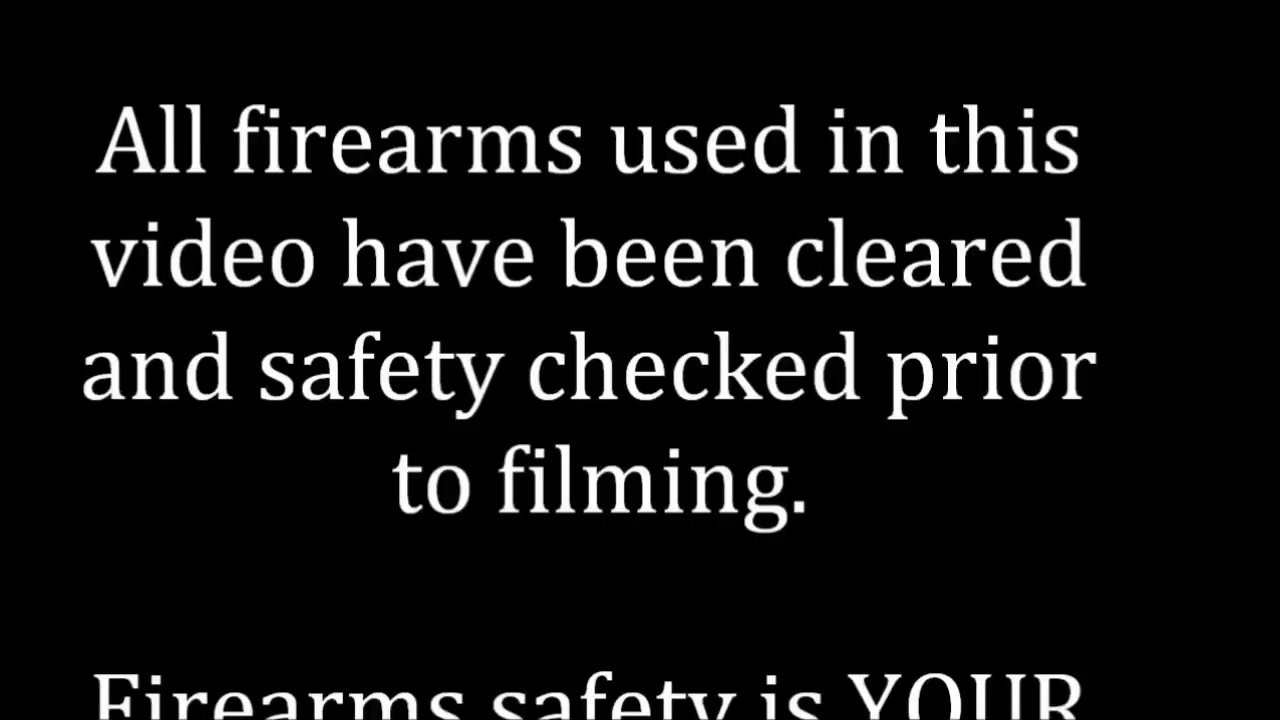 All firearms used in this
video have been cleared
and safety checked prior
to filming.
Firearms safety is YOUR